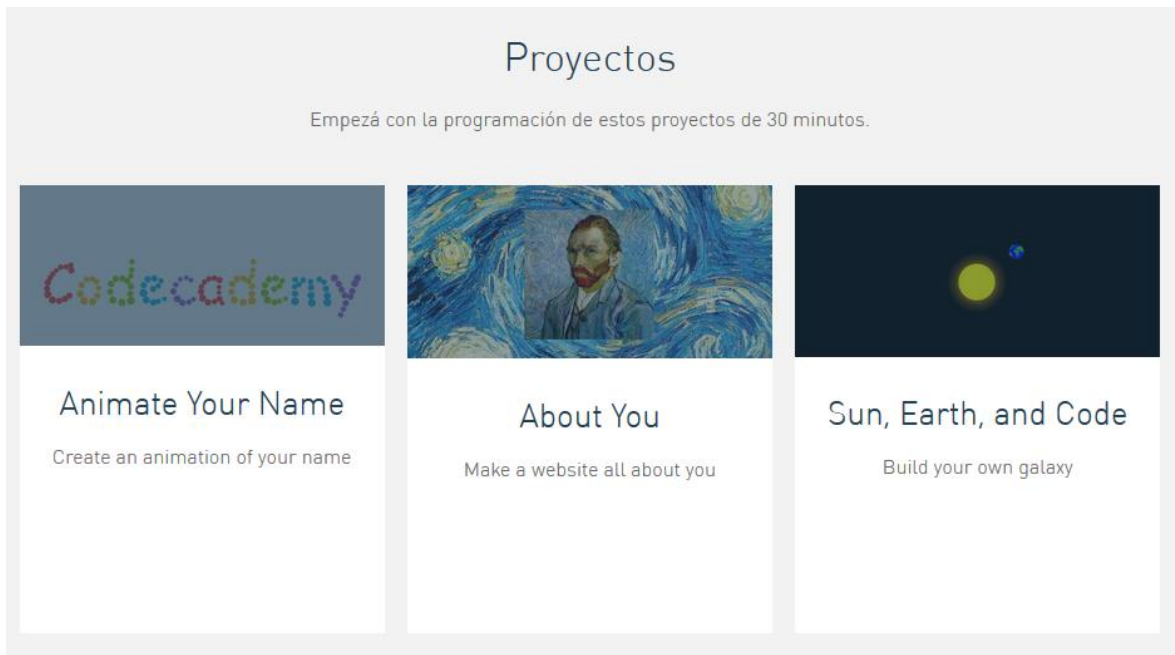 Proyectos
Empezá con la programación de estos proyectos de 30 minutos.
Codecademy
Animate Your Name
Create an animation of your name
About You
Make a website all about you
Sun, Earth, and Code
Build your own galaxy